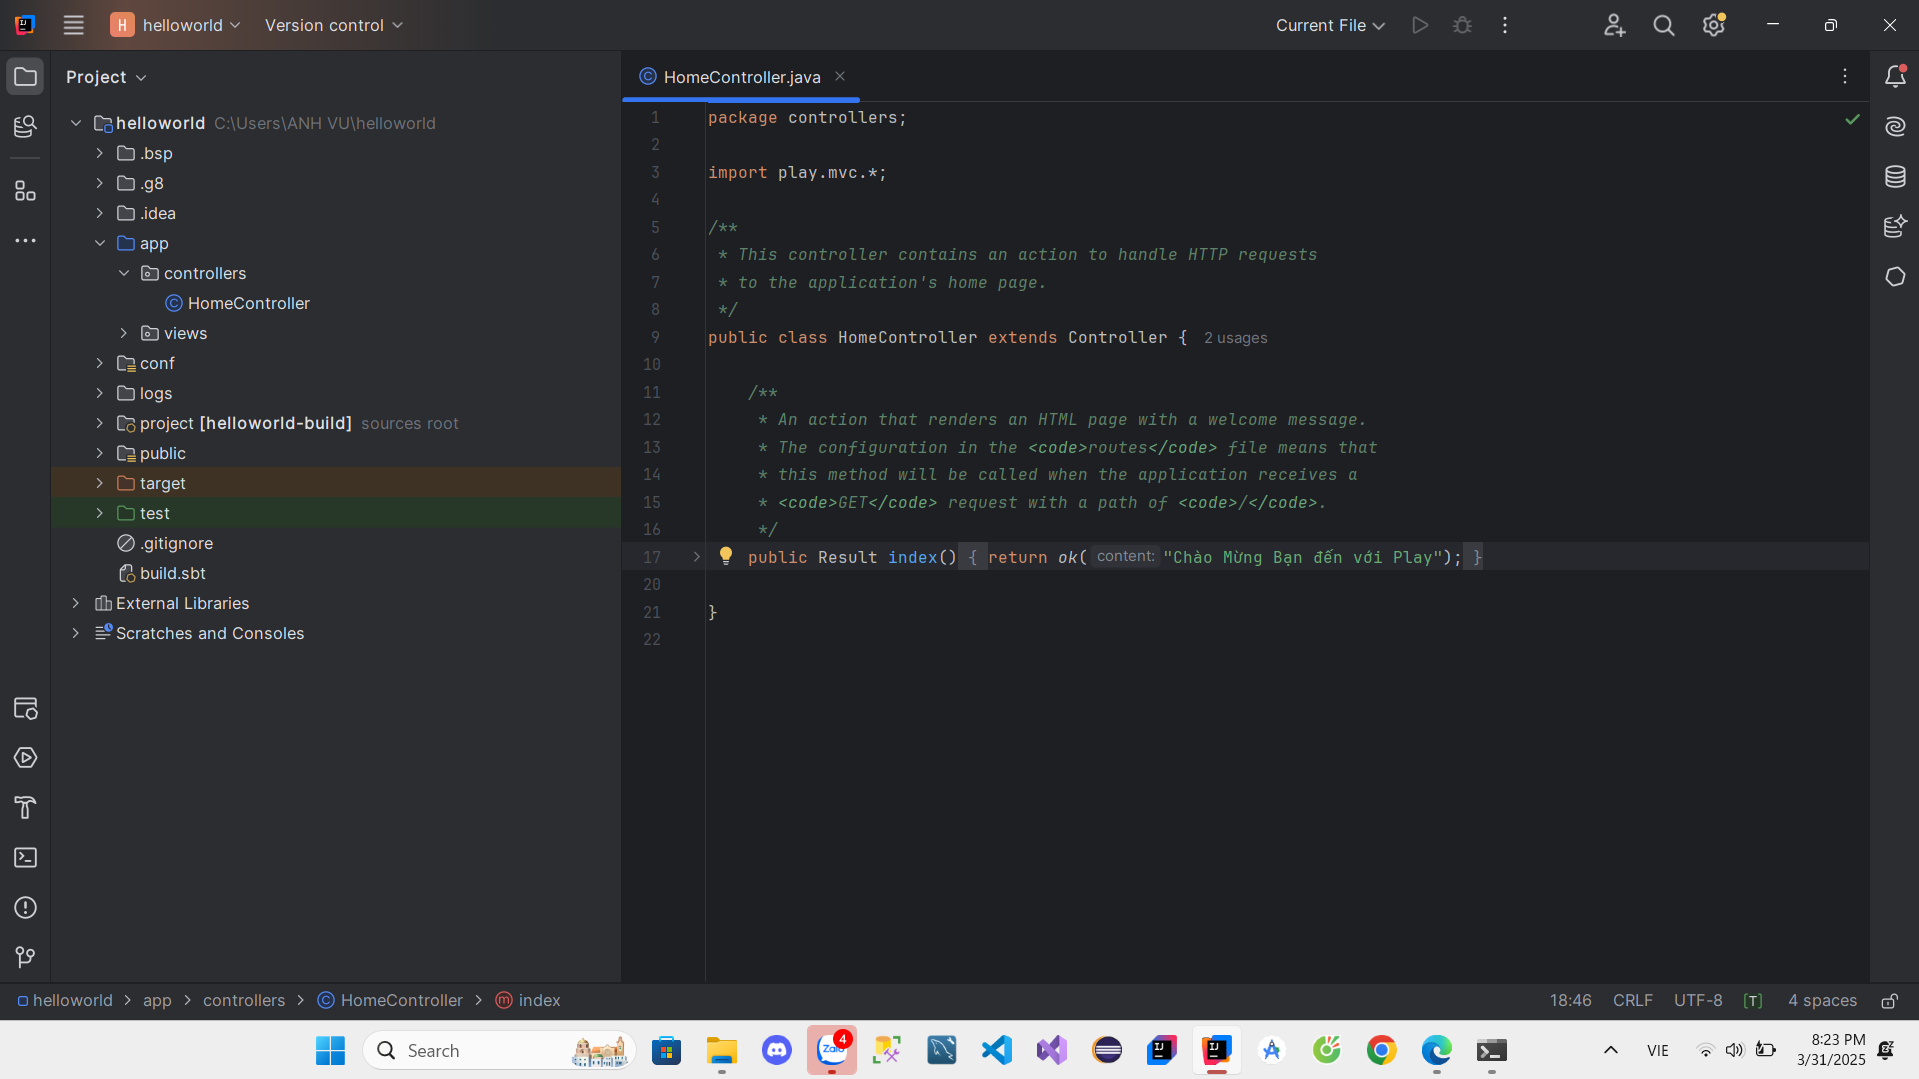 helloworld
Version control
Current File
Project
HomeController.java
helloworld C:\Users\ANH VU\helloworld
.bsp
.g8
.idea
app
controllers
HomeController
views
conf
logs
project [helloworld-build] sources root
public
target
test
.gitignore
build.sbt
External Libraries
Scratches and Consoles
1 package controllers;
2
3 import play.mvc.*;
4
5 /**
6 * This controller contains an action to handle HTTP requests
7 * to the application's home page.
8 */
9 public class HomeController extends Controller { 2 usages
10
11 /**
12 * An action that renders an HTML page with a welcome message.
13 * The configuration in the <code>routes</code> file means that
14 * this method will be called when the application receives a
15 * <code>GET</code> request with a path of <code>/</code>.
16 */
17 public Result index() { return ok( content: "Chào Mừng Bạn đến với Play"); }
20
21 }
22
helloworld > app > controllers > HomeController > index
18:46 CRLF UTF-8 [T] 4 spaces
Search
Zalo
4
VIE
8:23 PM
3/31/2025